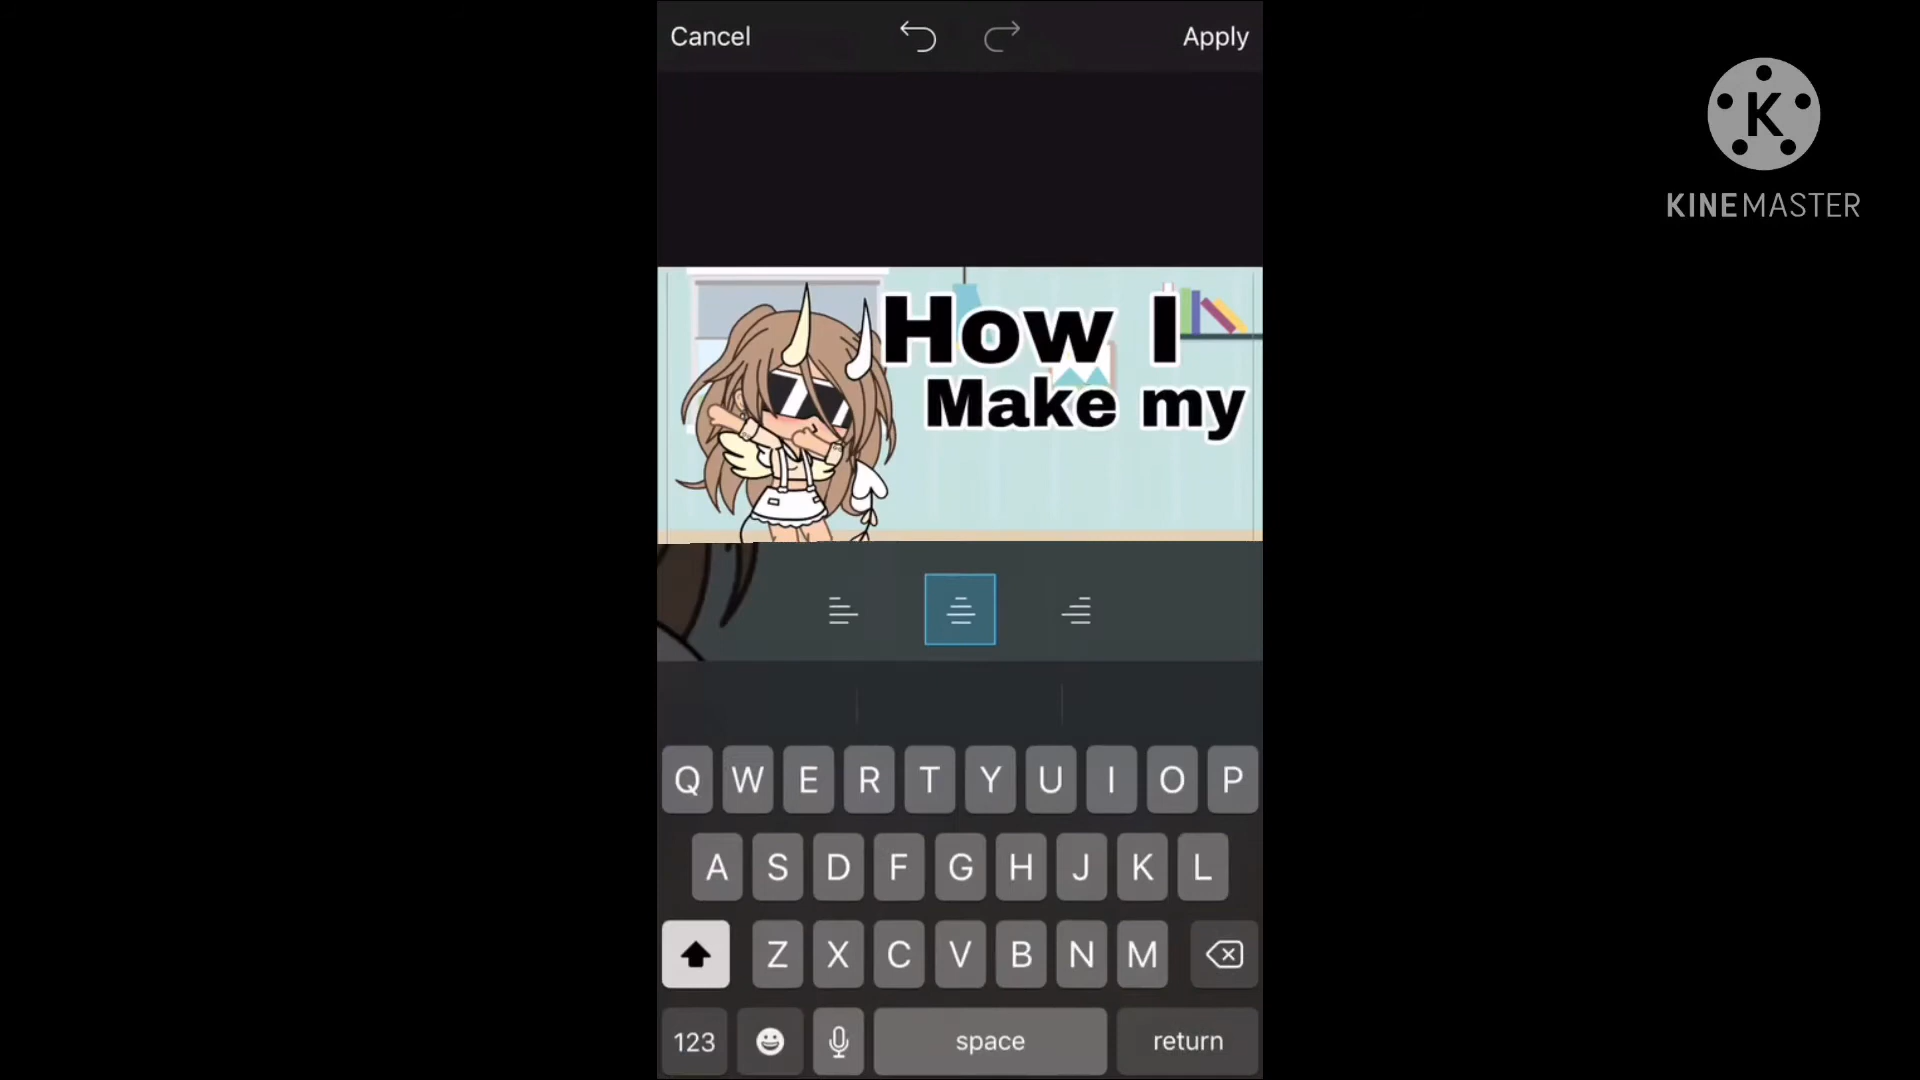 Cancel
Apply
K
KINEMASTER
How I
Make my
Q W E R T Y U I O P
A S D F G H J K L
Z X C V B N M
123
space
return